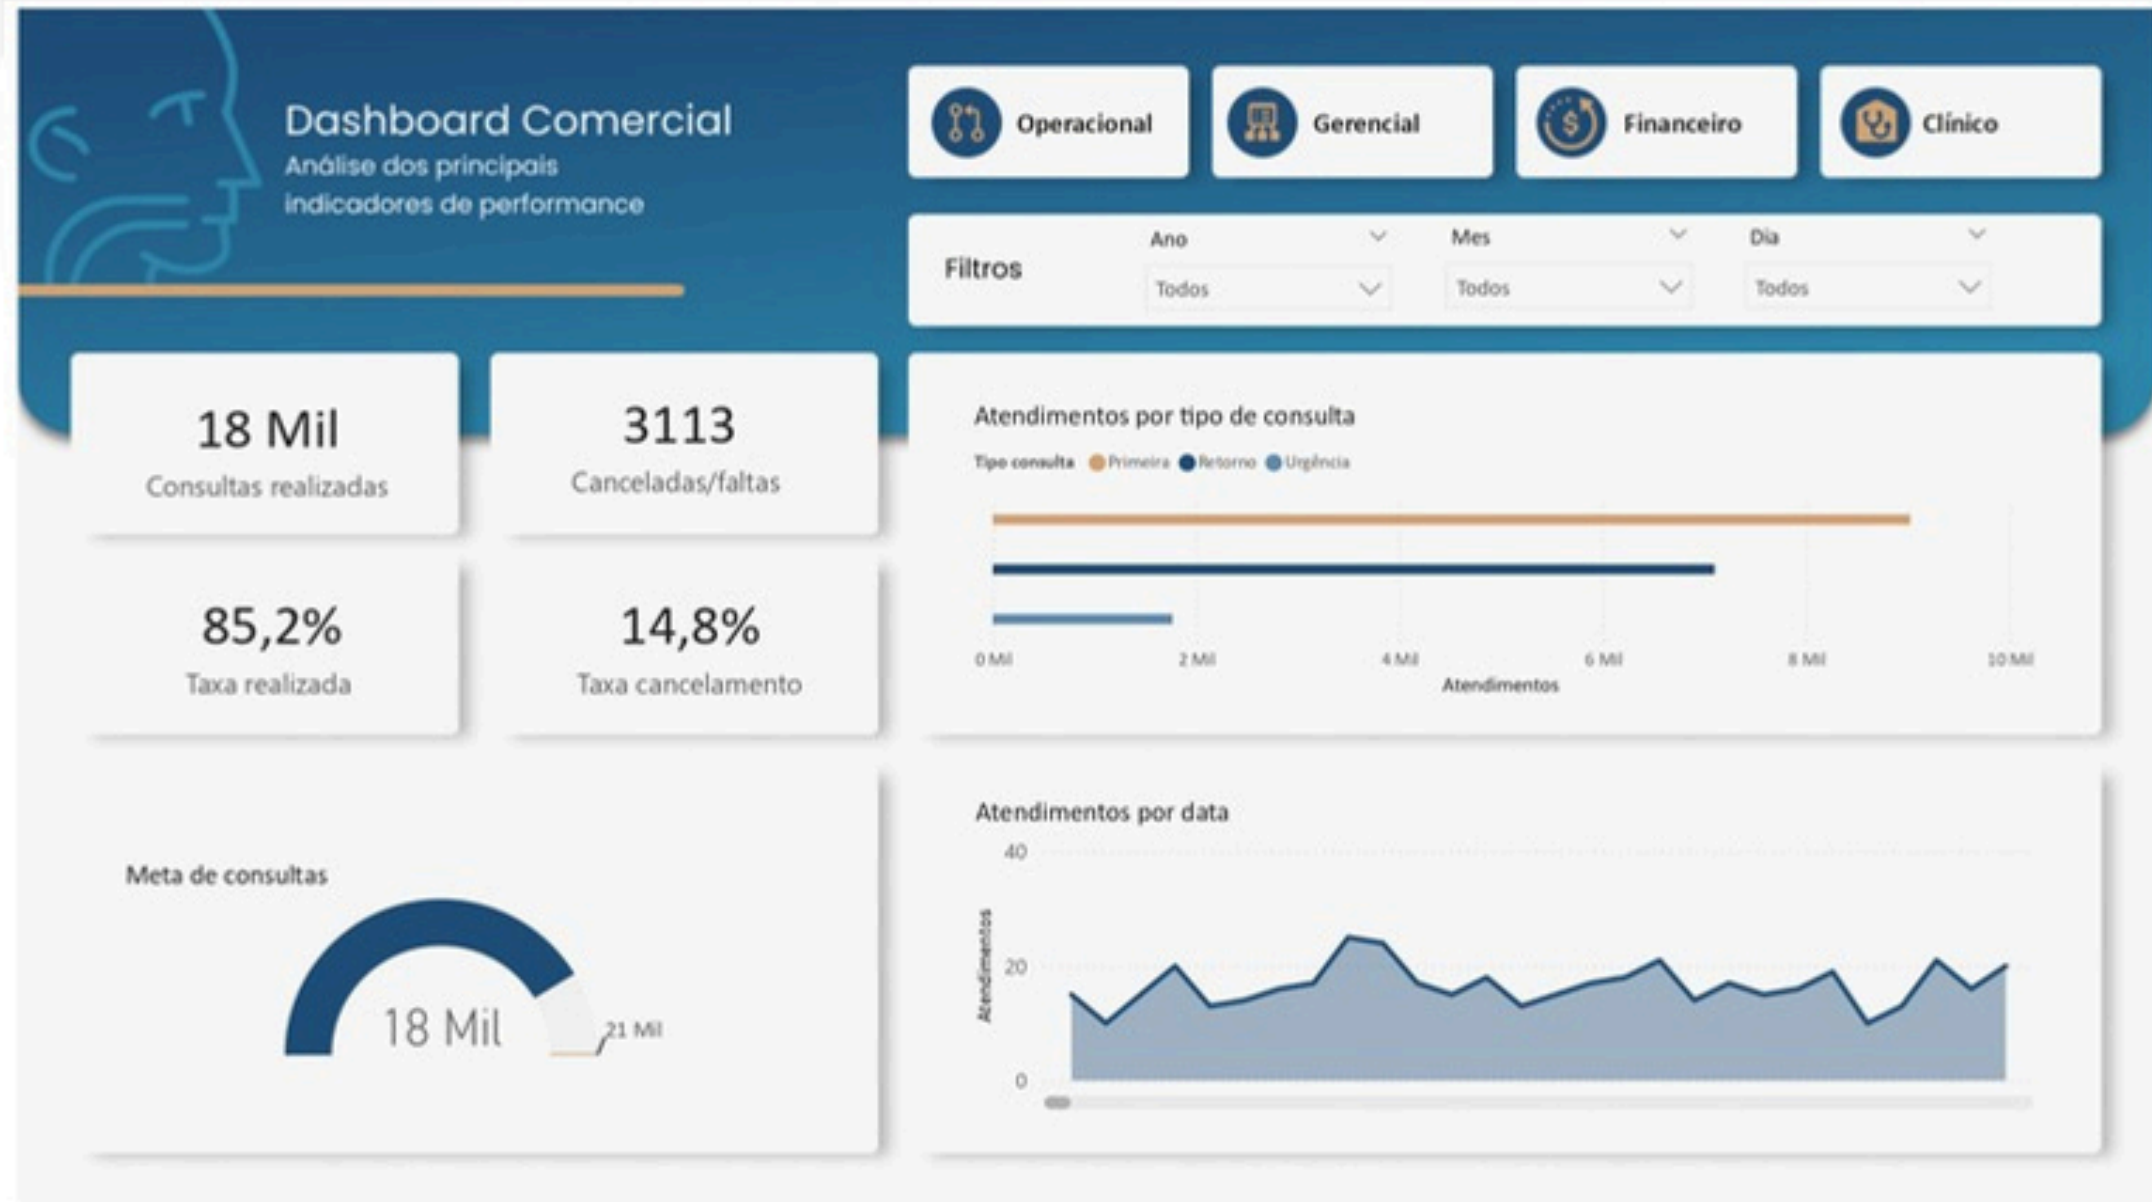 Dashboard Comercial
Análise dos principais
indicadores de performance
Operacional
Gerencial
Financeiro
Clínico
Filtros
Ano
Todos
Mes
Todos
Dia
Todos
18 Mil
Consultas realizadas
3113
Canceladas/faltas
85,2%
Taxa realizada
14,8%
Taxa cancelamento
Atendimentos por tipo de consulta
Tipo consulta Primeira Retorno Urgência
0 Mil 2 Mil 4 Mil 6 Mil 8 Mil 10 Mil
Atendimentos
Meta de consultas
18 Mil
21 Mil
Atendimentos por data
Atendimentos
40
20
0